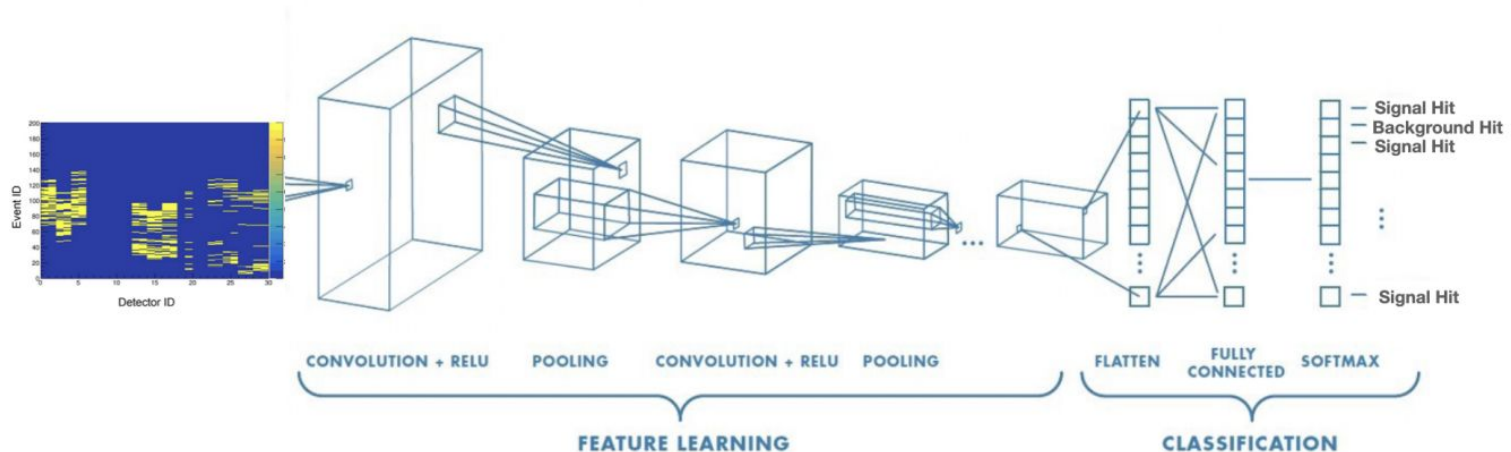 200
180
160
140
120
100
80
60
40
20
0
Event ID
0 5 10 15 20 25 30
Detector ID
Signal Hit
Background Hit
Signal Hit
Signal Hit
CONVOLUTION + RELU POOLING CONVOLUTION + RELU POOLING FLATTEN FULLY CONNECTED SOFTMAX
FEATURE LEARNING CLASSIFICATION